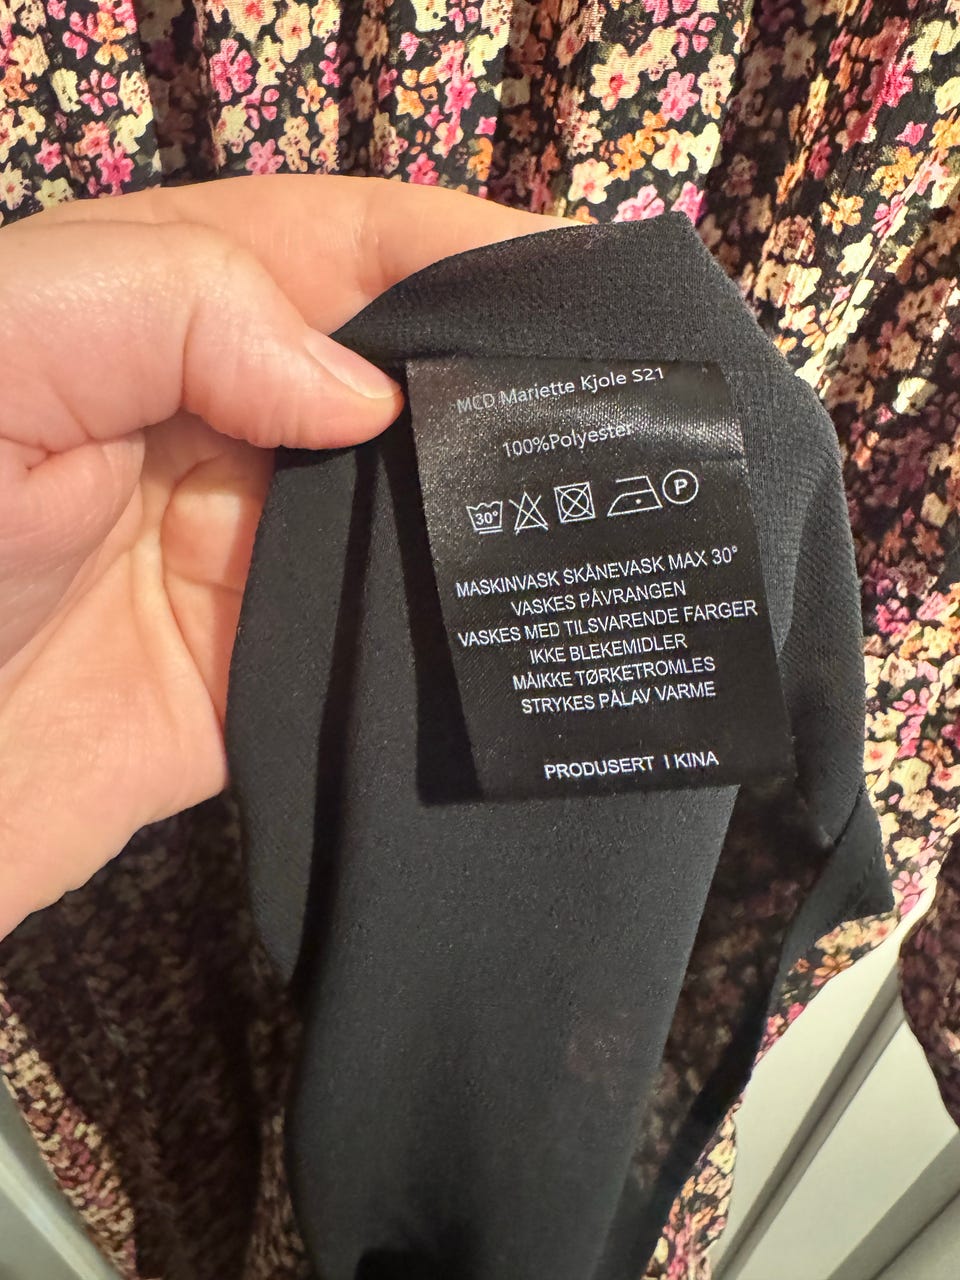 MCD Mariette Kjole S21
100%Polyester
30° P
MASKINVASK SKÅNEVASK MAX 30°
VASKES PÅVRANGEN
VASKES MED TILSVARENDE FARGER
IKKE BLEKEMIDLER
MÅIKKE TØRKETROMLES
STRYKES PÅLAV VARME
PRODUSERT I KINA